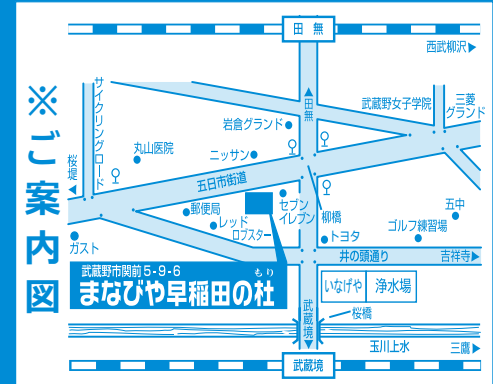 ※ご案内図
田無
西武柳沢▶
サイクリングロード
▲田無
武蔵野女子学院
三菱
グランド
岩倉グランド
丸山医院
ニッサン
桜堤▼
五日市街道
郵便局
レッド
ロブスター
セブン
イレブン
柳橋
トヨタ
五中
ゴルフ練習場
ガスト
井の頭通り
吉祥寺▶
武蔵野市関前5-9-6
もり
まなびや早稲田の杜
いなげや
浄水場
桜橋
武蔵境▼
玉川上水
三鷹▶
武蔵境